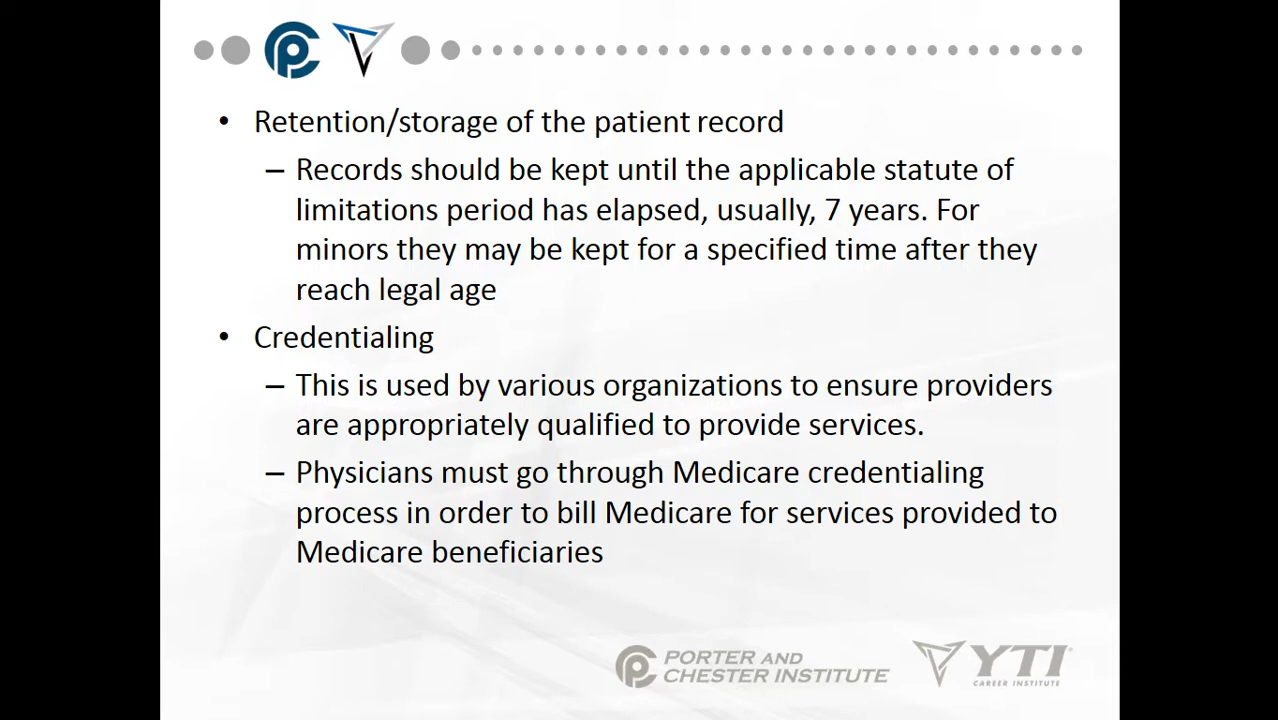 • Retention/storage of the patient record
– Records should be kept until the applicable statute of
limitations period has elapsed, usually, 7 years. For
minors they may be kept for a specified time after they
reach legal age
• Credentialing
– This is used by various organizations to ensure providers
are appropriately qualified to provide services.
– Physicians must go through Medicare credentialing
process in order to bill Medicare for services provided to
Medicare beneficiaries
PORTER AND
CHESTER INSTITUTE
YTI
CAREER INSTITUTE